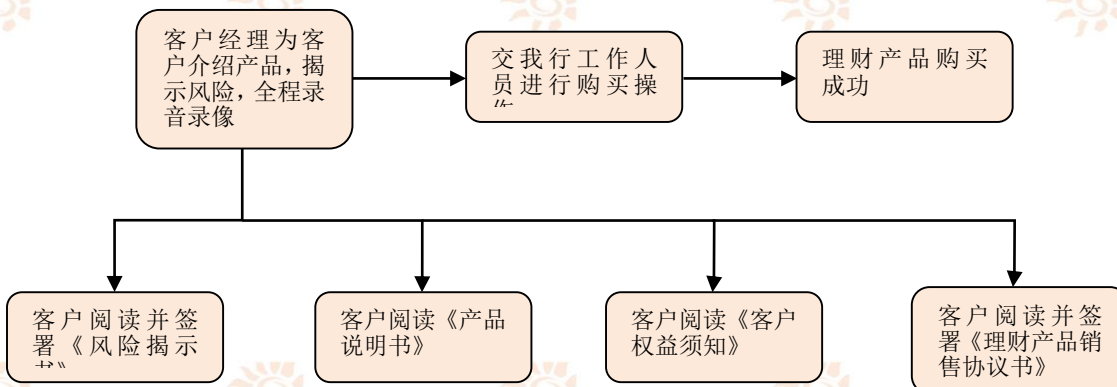 客户经理为客
户介绍产品，揭
示风险，全程录
音录像
交我行工作人
员进行购买操
理财产品购买
成功
客户阅读并签
署《风险揭示
客户阅读《产品
说明书》
客户阅读《客户
权益须知》
客户阅读并签
署《理财产品销
售协议书》